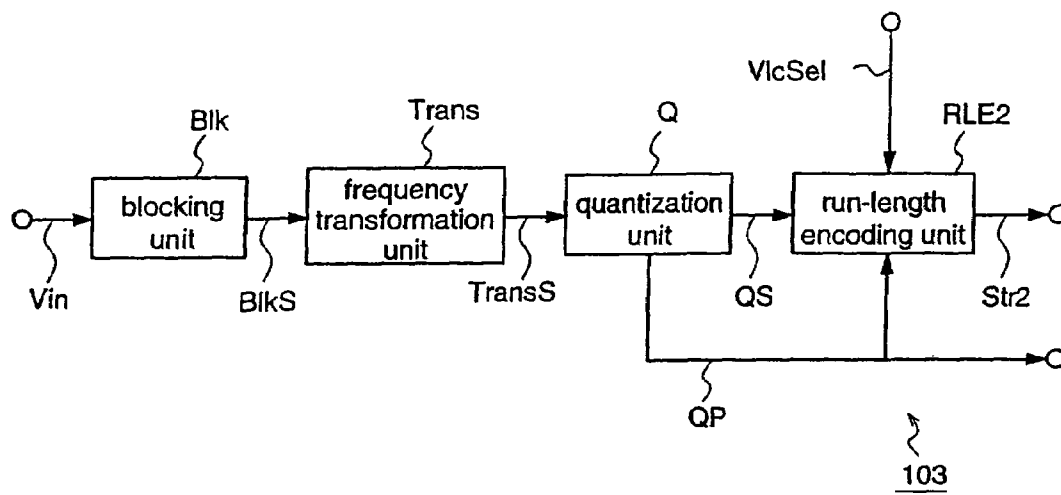 VlcSel
Blk
Trans
Q
RLE2
blocking
unit
frequency
transformation
unit
quantization
unit
run-length
encoding unit
Vin
BlkS
TransS
QS
Str2
QP
103